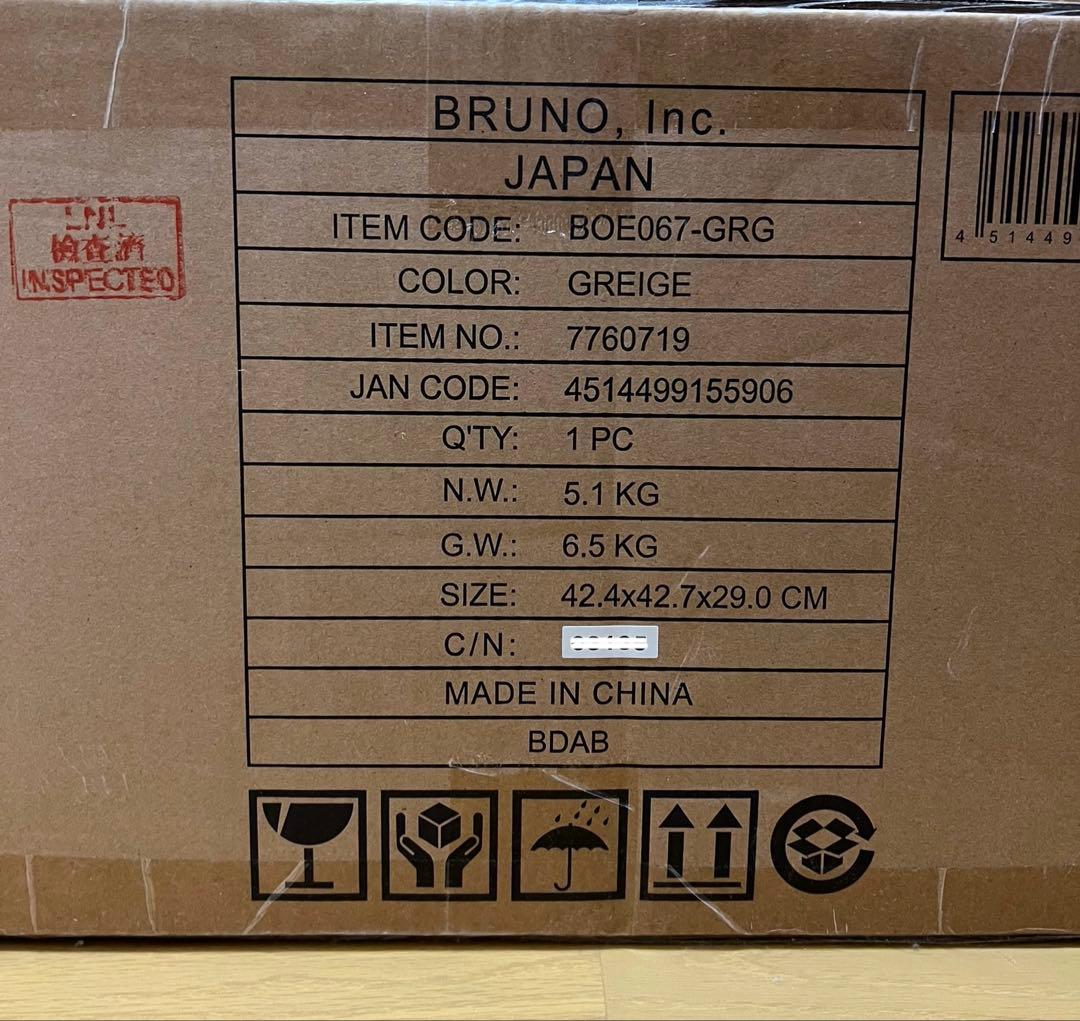 BRUNO, Inc.
JAPAN
ITEM CODE: BOE067-GRG
COLOR: GREIGE
ITEM NO.: 7760719
JAN CODE: 4514499155906
Q'TY: 1 PC
N.W.: 5.1 KG
G.W.: 6.5 KG
SIZE: 42.4x42.7x29.0 CM
C/N:
MADE IN CHINA
BDAB
検査済
INSPECTED
4 51449